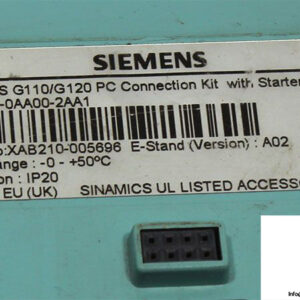 SIEMENS
S G110/G120 PC Connection Kit with Starter
-0AA00-2AA1
o:XAB210-005696 E-Stand (Version) : A02
ange : -0 - +50°C
on : IP20
EU (UK) SINAMICS UL LISTED ACCESSO